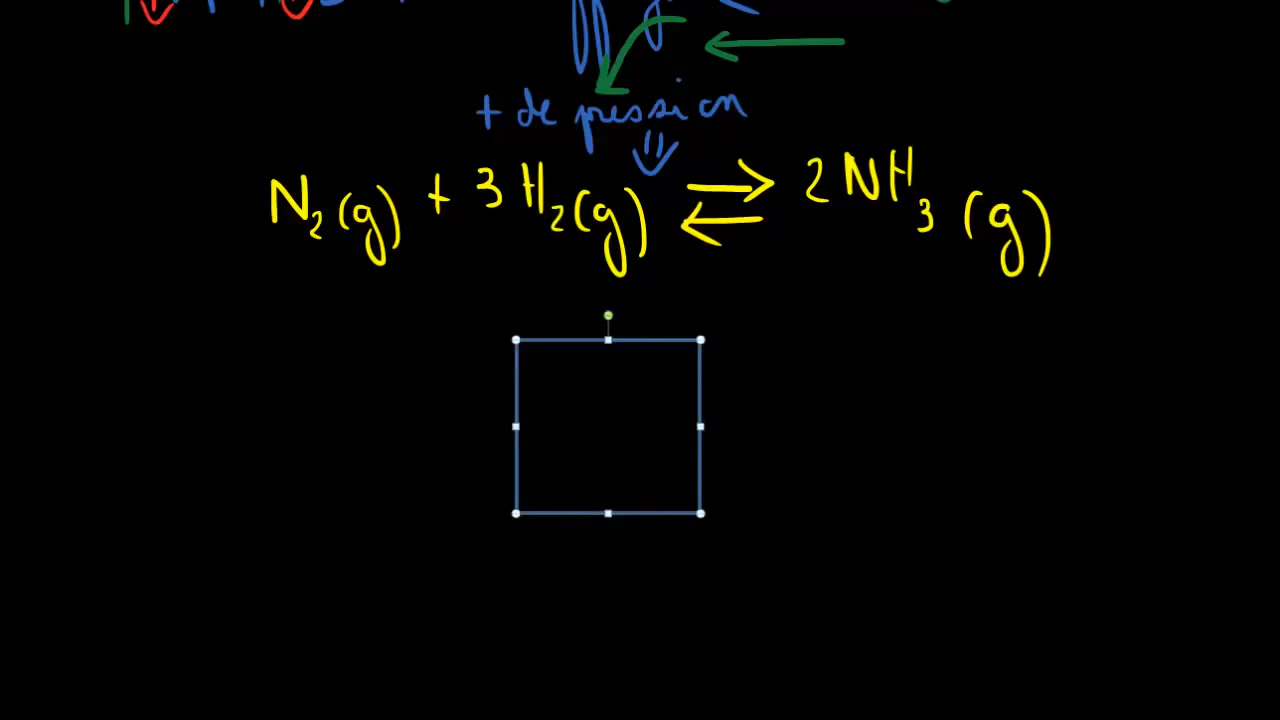 + de pression
N2(g) + 3 H2(g) ⇌ 2 NH3 (g)